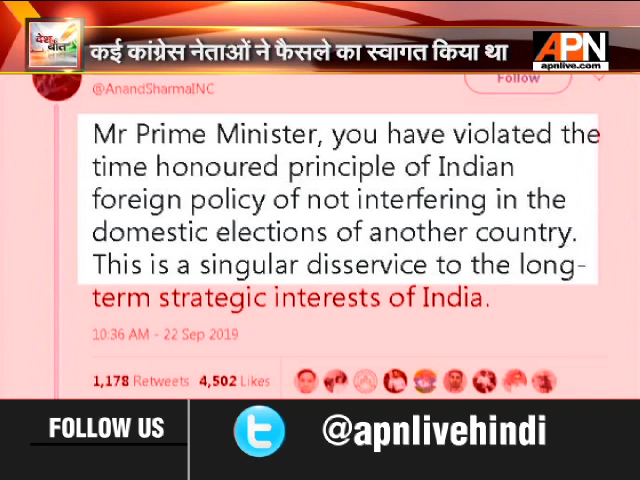 देश की बात
कई कांग्रेस नेताओं ने फैसले का स्वागत किया था
APN
apnlive.com
Follow
@AnandSharmaINC
Mr Prime Minister, you have violated the
time honoured principle of Indian
foreign policy of not interfering in the
domestic elections of another country.
This is a singular disservice to the long-
term strategic interests of India.
10:36 AM - 22 Sep 2019
1,178 Retweets 4,502 Likes
FOLLOW US
@apnlivehindi